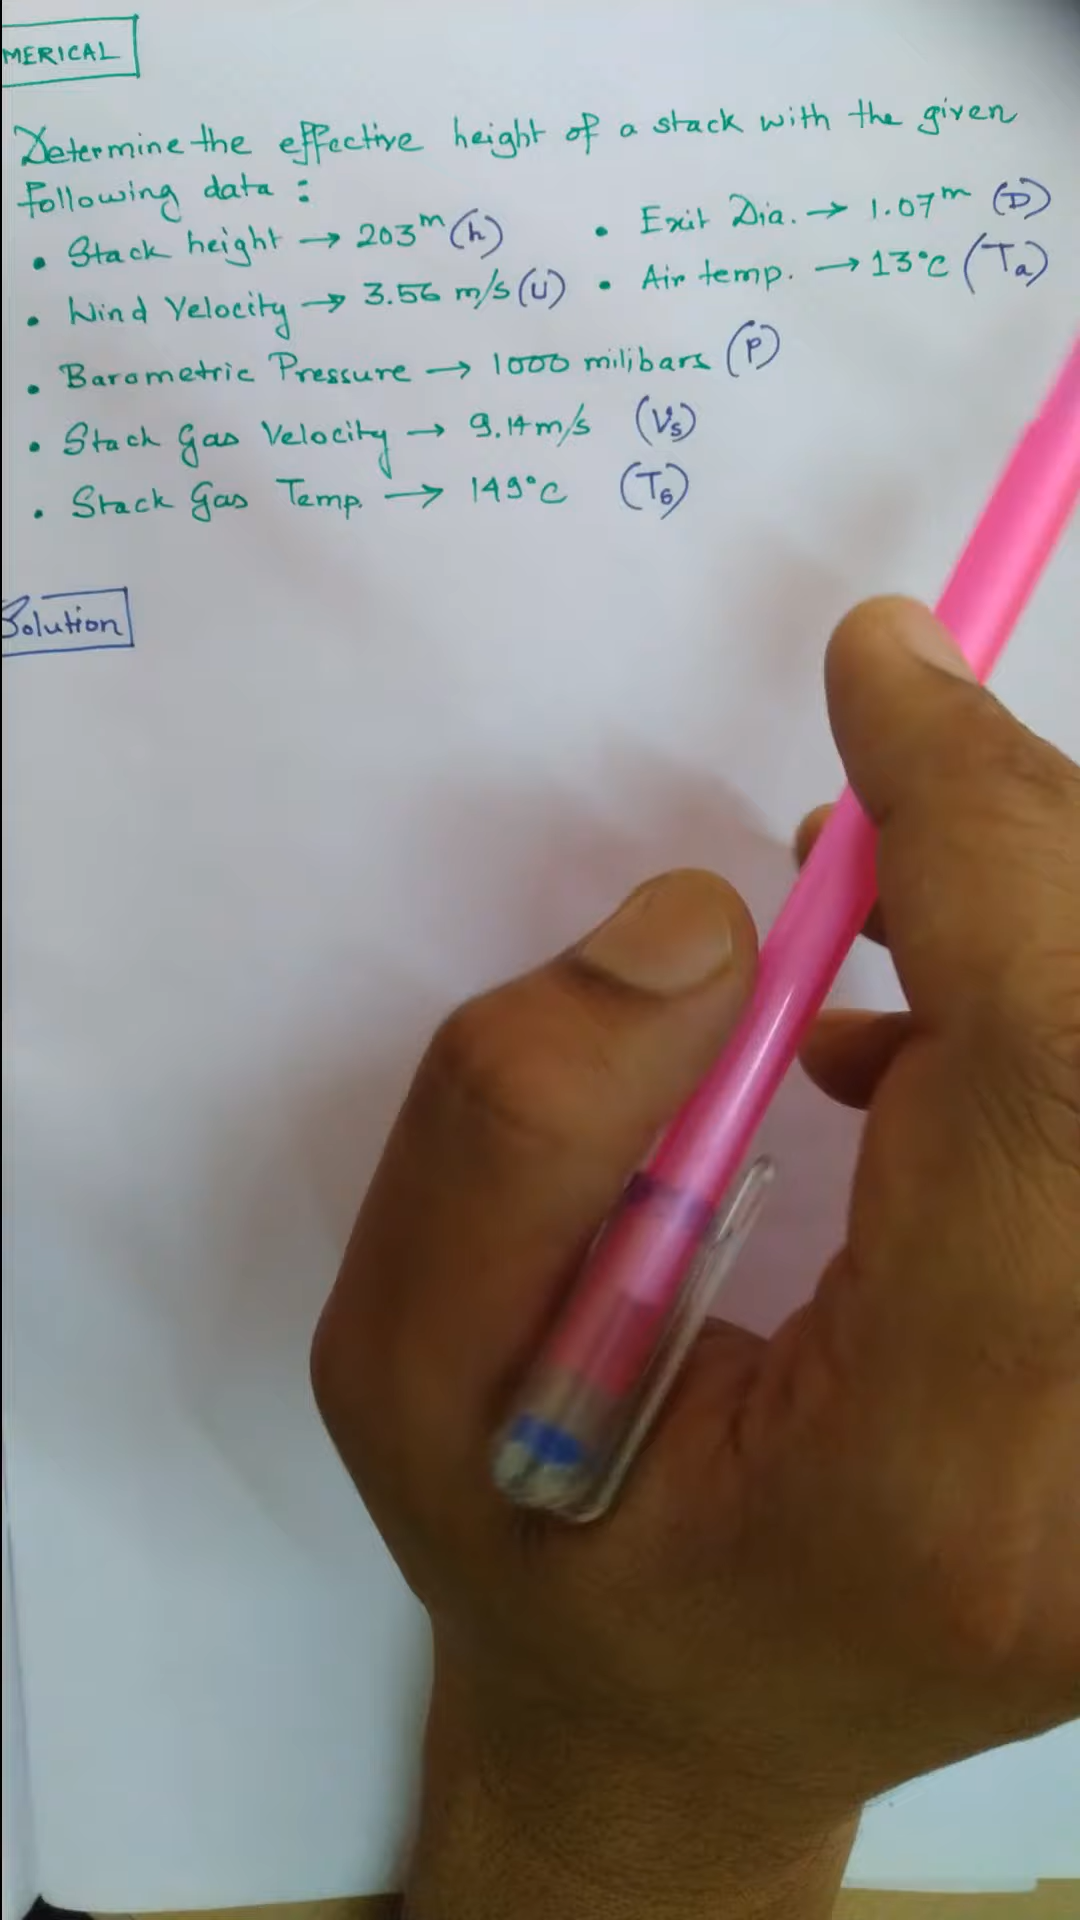 MERICAL
Determine the effective height of a stack with the given
following data :
• Stack height → 203m (h) • Exit Dia. → 1.07m (D)
• Wind Velocity → 3.56 m/s (U) • Air temp. → 13°C (Ta)
• Barometric Pressure → 1000 milibars (P)
• Stack Gas Velocity → 9.14m/s (Vs)
• Stack Gas Temp. → 149°C (Ts)
Solution